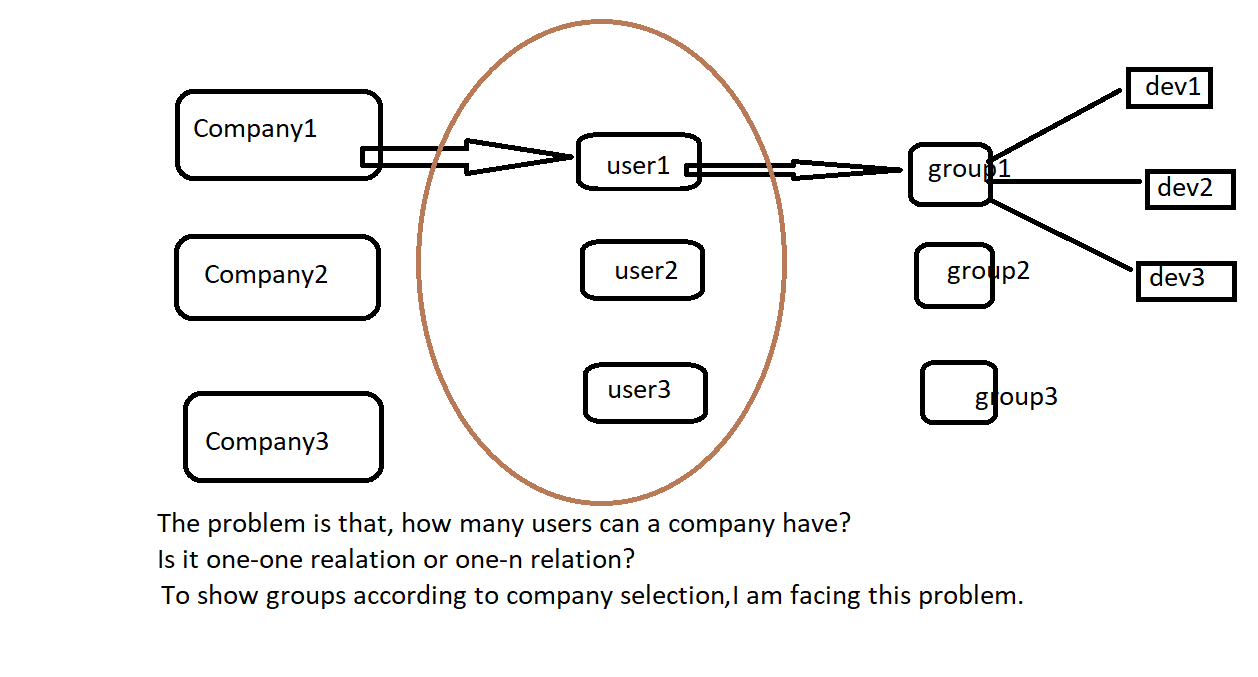 Company1
user1
group1
dev1
dev2
dev3
Company2
user2
group2
Company3
user3
group3
The problem is that, how many users can a company have?
Is it one-one realation or one-n relation?
To show groups according to company selection,I am facing this problem.